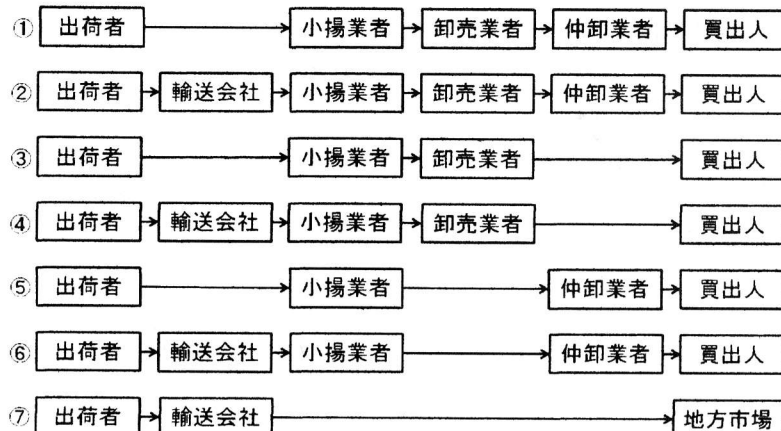 ① 出荷者 小揚業者 卸売業者 仲卸業者 買出人
② 出荷者 輸送会社 小揚業者 卸売業者 仲卸業者 買出人
③ 出荷者 小揚業者 卸売業者 買出人
④ 出荷者 輸送会社 小揚業者 卸売業者 買出人
⑤ 出荷者 小揚業者 仲卸業者 買出人
⑥ 出荷者 輸送会社 小揚業者 仲卸業者 買出人
⑦ 出荷者 輸送会社 地方市場